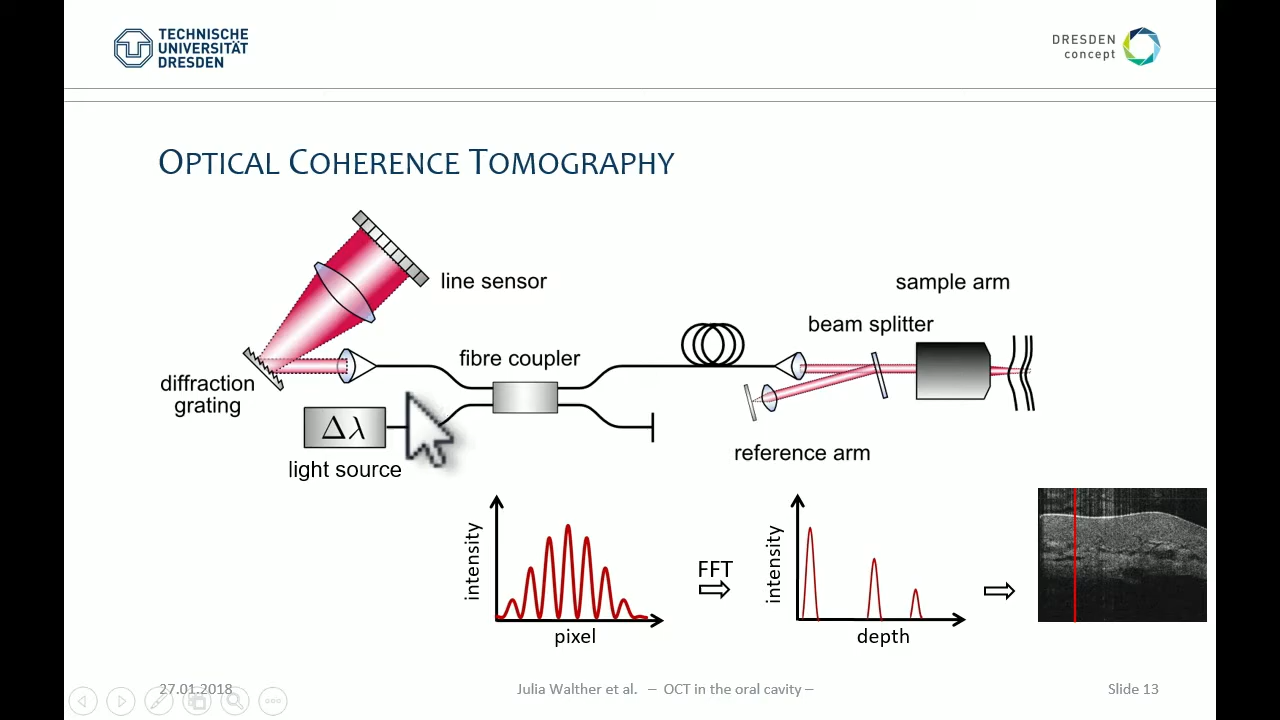 TECHNISCHE
UNIVERSITÄT
DRESDEN
DRESDEN
concept
OPTICAL COHERENCE TOMOGRAPHY
line sensor
sample arm
beam splitter
fibre coupler
diffraction
grating
Δλ
light source
reference arm
intensity
pixel
FFT
intensity
depth
27.01.2018
Julia Walther et al. – OCT in the oral cavity –
Slide 13